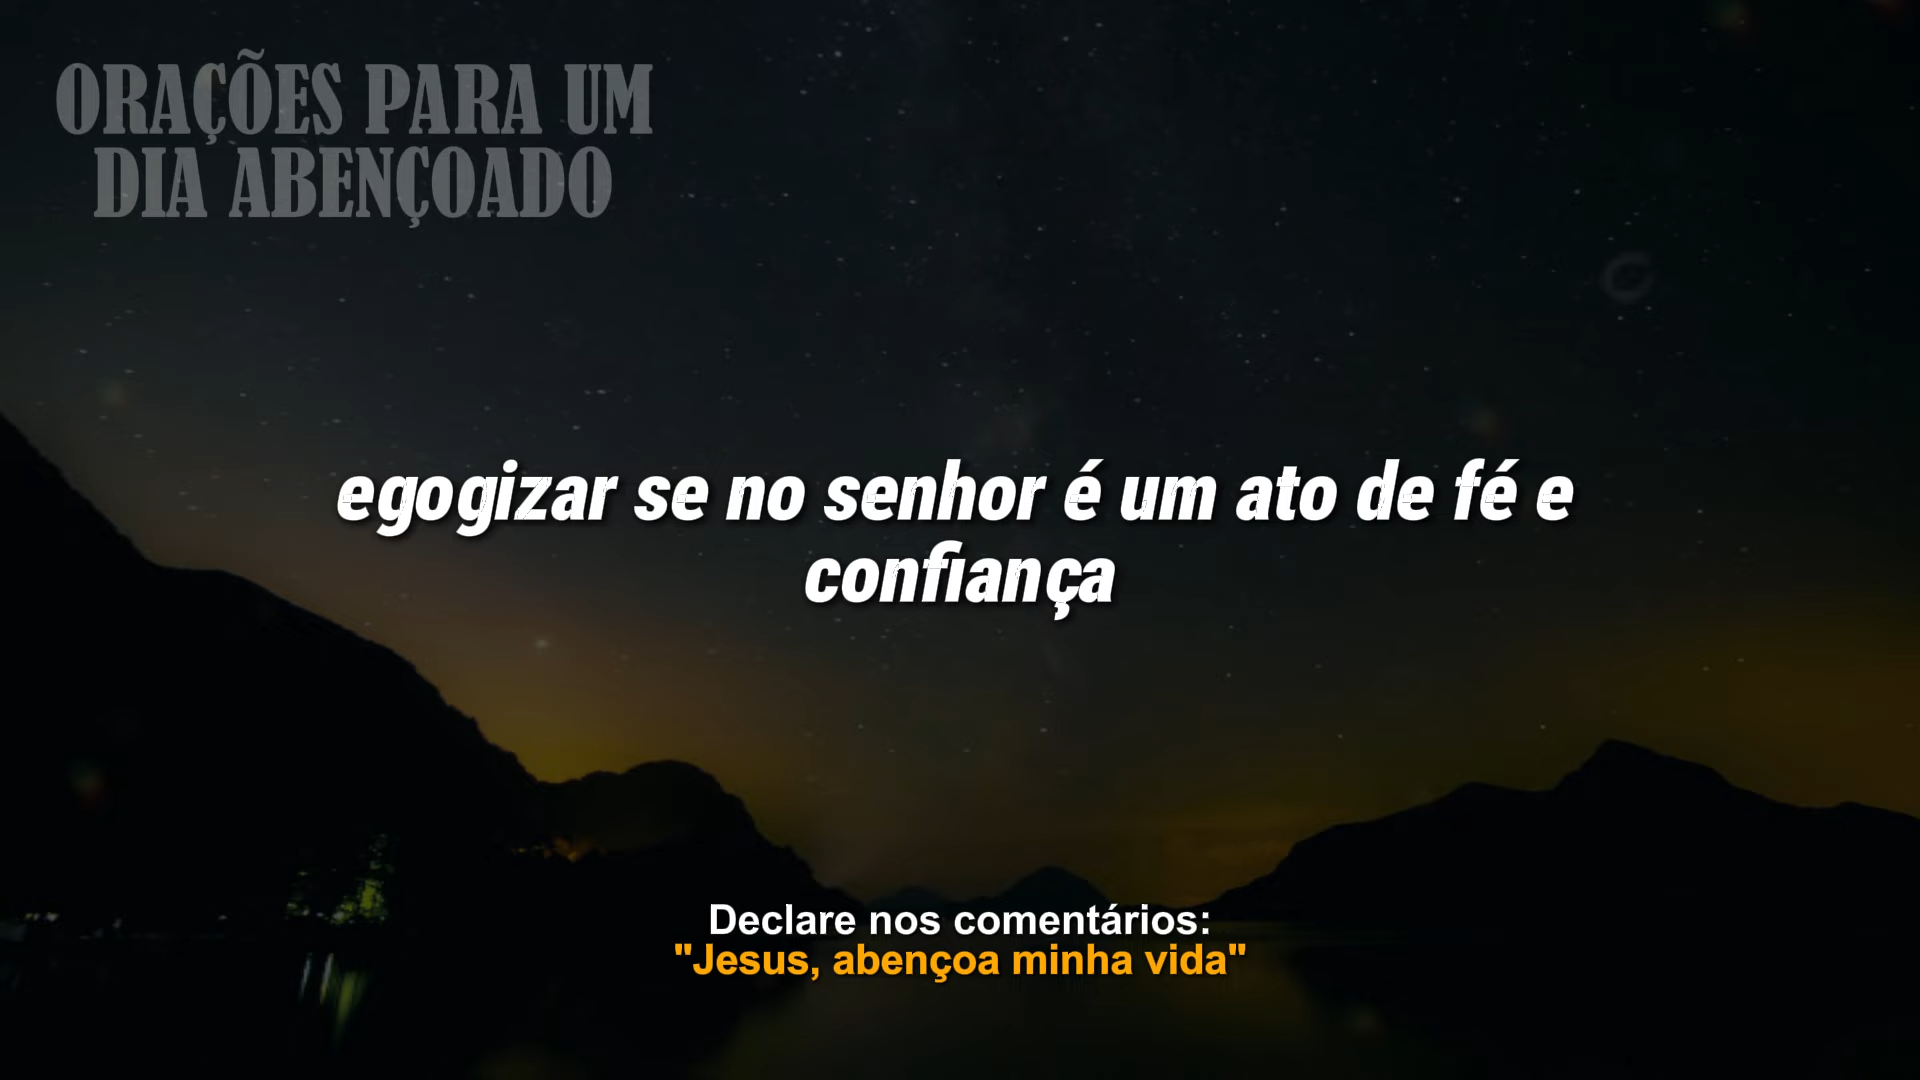 ORAÇÕES PARA UM
DIA ABENÇOADO
egogizar se no senhor é um ato de fé e
confiança
Declare nos comentários:
"Jesus, abençoa minha vida"